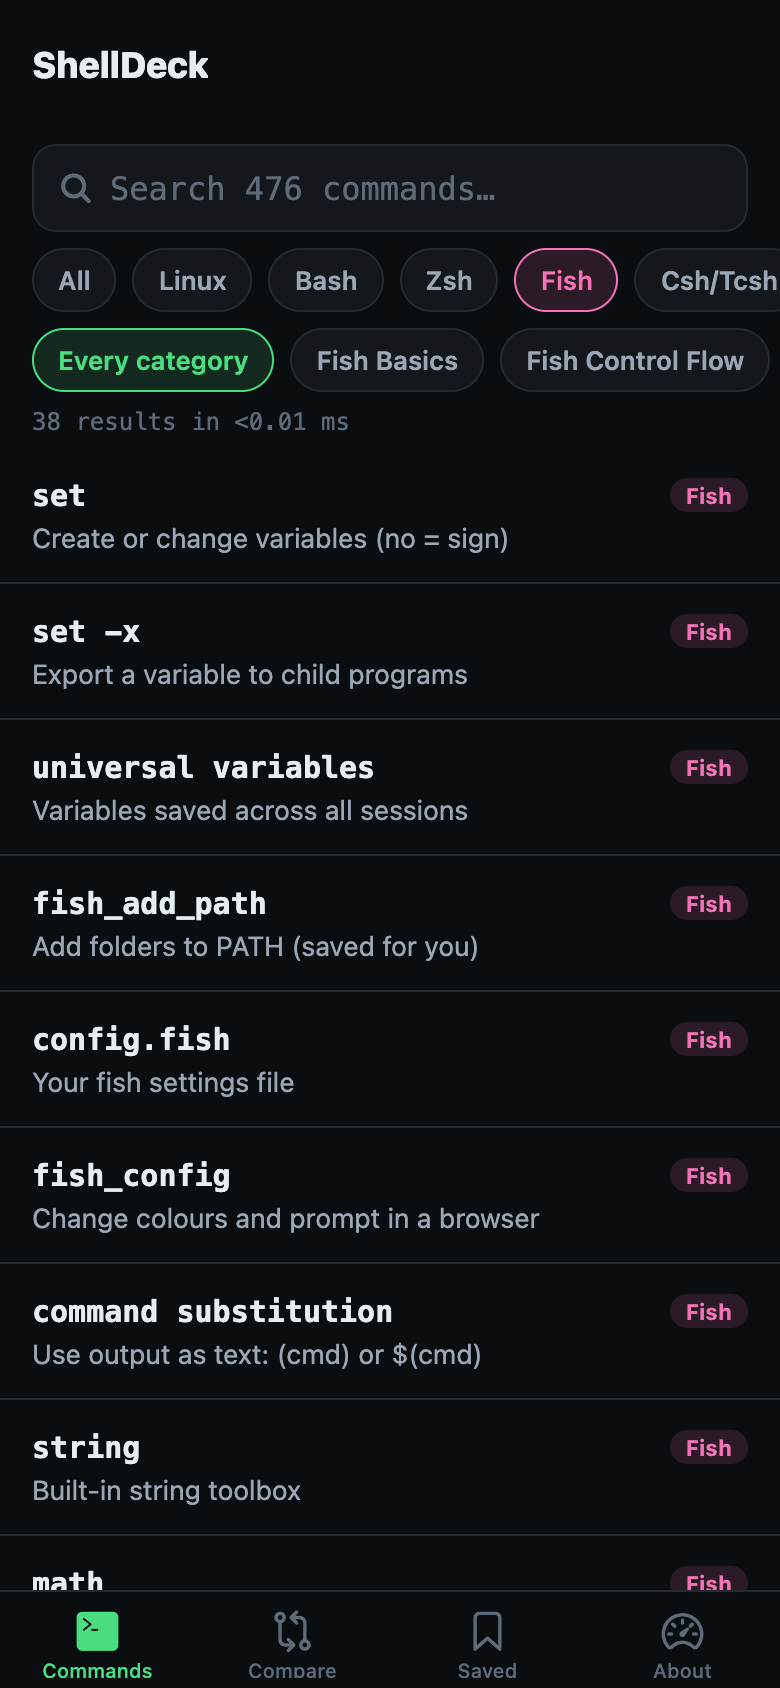 ShellDeck
Search 476 commands…
All Linux Bash Zsh Fish Csh/Tcsh
Every category Fish Basics Fish Control Flow
38 results in <0.01 ms
set Fish
Create or change variables (no = sign)
set -x Fish
Export a variable to child programs
universal variables Fish
Variables saved across all sessions
fish_add_path Fish
Add folders to PATH (saved for you)
config.fish Fish
Your fish settings file
fish_config Fish
Change colours and prompt in a browser
command substitution Fish
Use output as text: (cmd) or $(cmd)
string Fish
Built-in string toolbox
math Fish
Commands Compare Saved About